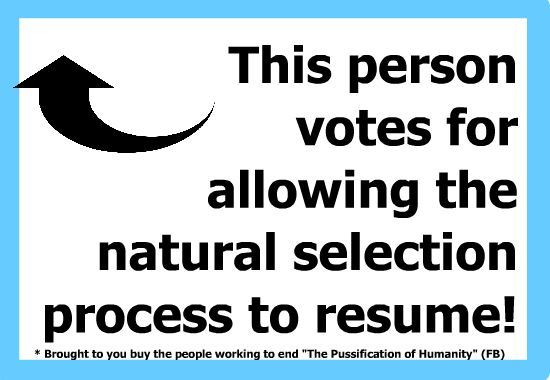 This person
votes for
allowing the
natural selection
process to resume!
* Brought to you buy the people working to end "The Pussification of Humanity" (FB)